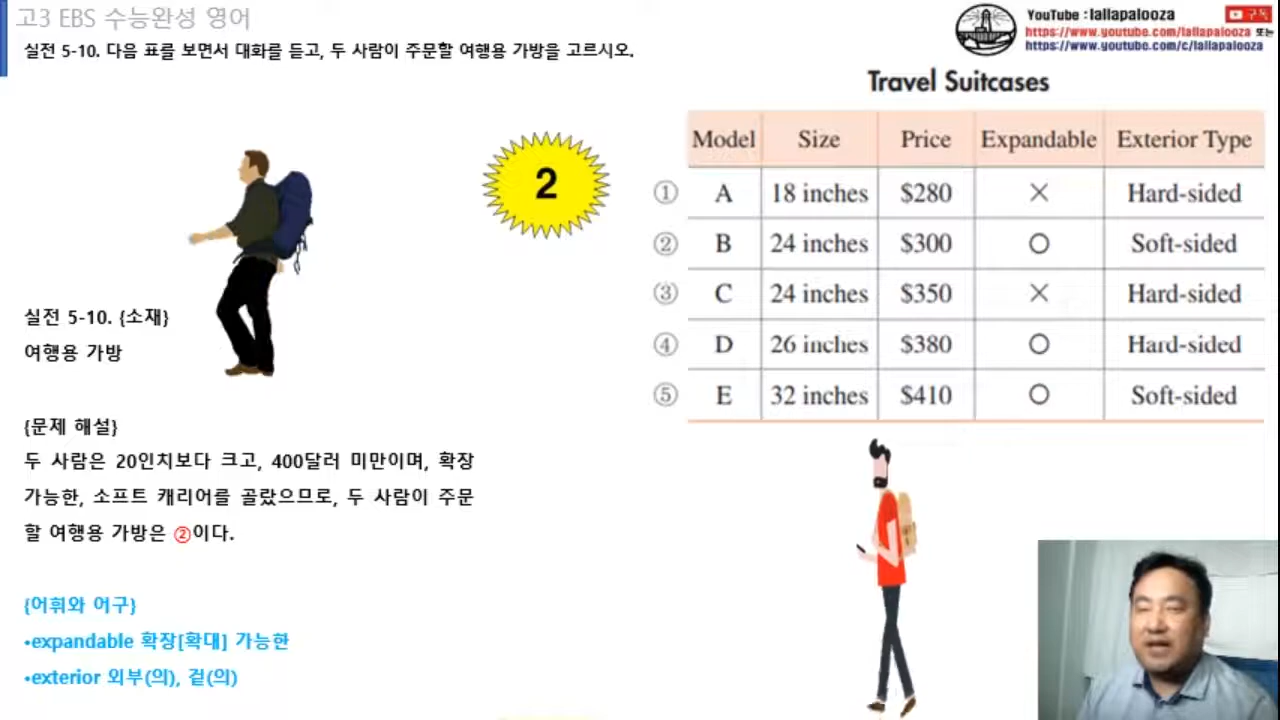 고3 EBS 수능완성 영어
실전 5-10. 다음 표를 보면서 대화를 듣고, 두 사람이 주문할 여행용 가방을 고르시오.
YouTube : lallapalooza 구독
https://www.youtube.com/lallapalooza 또는
https://www.youtube.com/c/lallapalooza
2
Travel Suitcases
Model Size Price Expandable Exterior Type
① A 18 inches $280 × Hard-sided
② B 24 inches $300 ○ Soft-sided
③ C 24 inches $350 × Hard-sided
④ D 26 inches $380 ○ Hard-sided
⑤ E 32 inches $410 ○ Soft-sided
실전 5-10. {소재}
여행용 가방
{문제 해설}
두 사람은 20인치보다 크고, 400달러 미만이며, 확장
가능한, 소프트 캐리어를 골랐으므로, 두 사람이 주문
할 여행용 가방은 ②이다.
{어휘와 어구}
•expandable 확장[확대] 가능한
•exterior 외부(의), 겉(의)